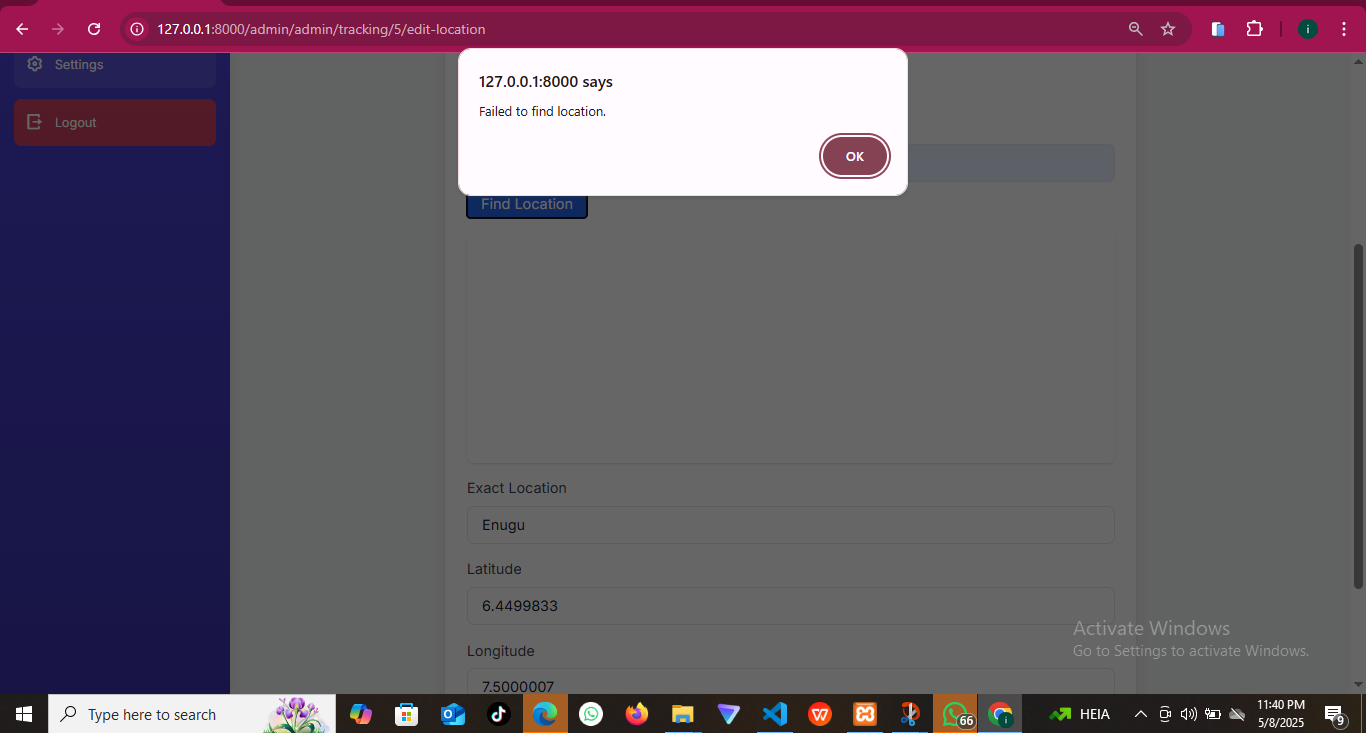 127.0.0.1:8000/admin/admin/tracking/5/edit-location
i
Settings
Logout
127.0.0.1:8000 says
Failed to find location.
OK
Find Location
Exact Location
Enugu
Latitude
6.4499833
Longitude
7.5000007
Activate Windows
Go to Settings to activate Windows.
Type here to search
66
i
HEIA
11:40 PM
5/8/2025
9